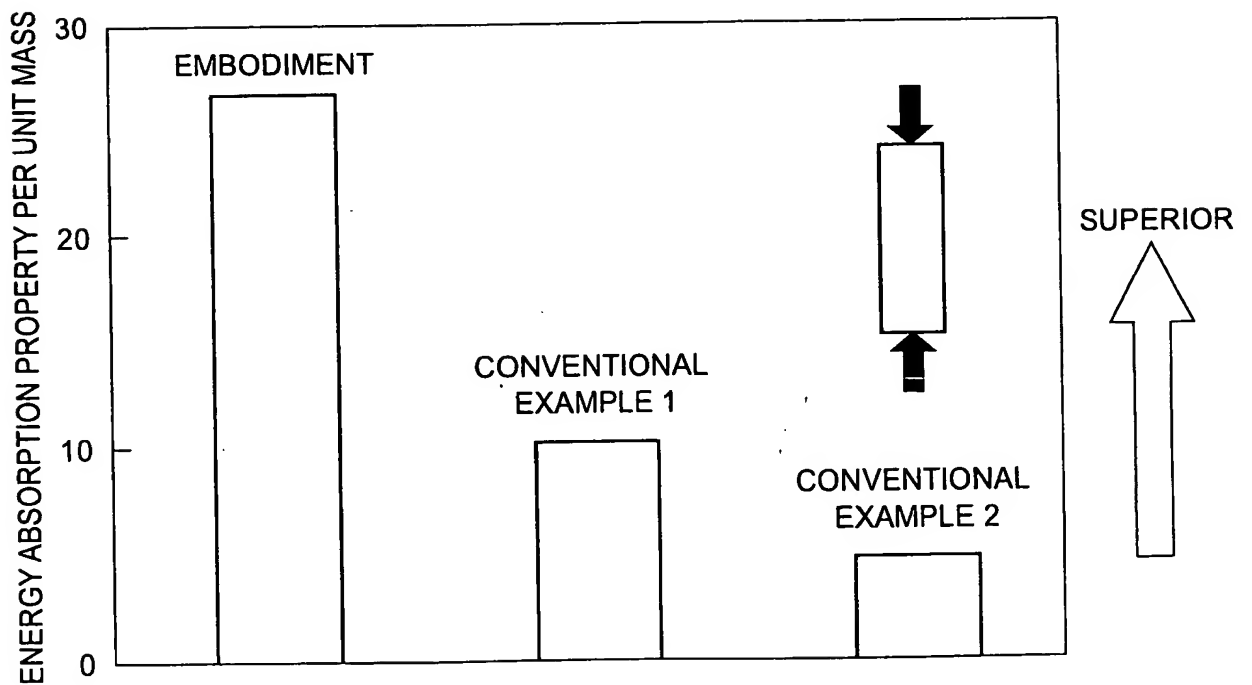 ENERGY ABSORPTION PROPERTY PER UNIT MASS
30
20
10
0
EMBODIMENT
CONVENTIONAL
EXAMPLE 1
CONVENTIONAL
EXAMPLE 2
SUPERIOR